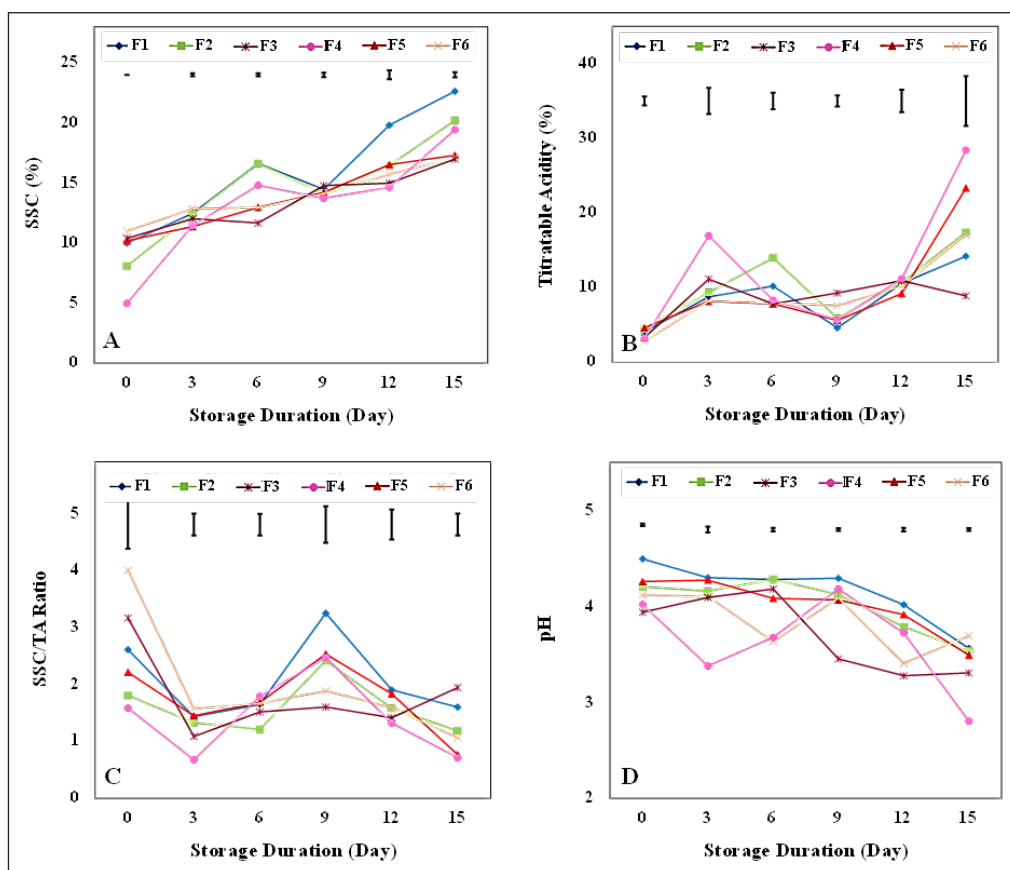 F1 F2 F3 F4 F5 F6
25
20
15
10
5
0
SSC (%)
A
0 3 6 9 12 15
Storage Duration (Day)
F1 F2 F3 F4 F5 F6
40
30
20
10
0
Titratable Acidity (%)
B
0 3 6 9 12 15
Storage Duration (Day)
F1 F2 F3 F4 F5 F6
5
4
3
2
1
0
SSC/TA Ratio
C
0 3 6 9 12 15
Storage Duration (Day)
F1 F2 F3 F4 F5 F6
5
4
3
2
pH
D
0 3 6 9 12 15
Storage Duration (Day)